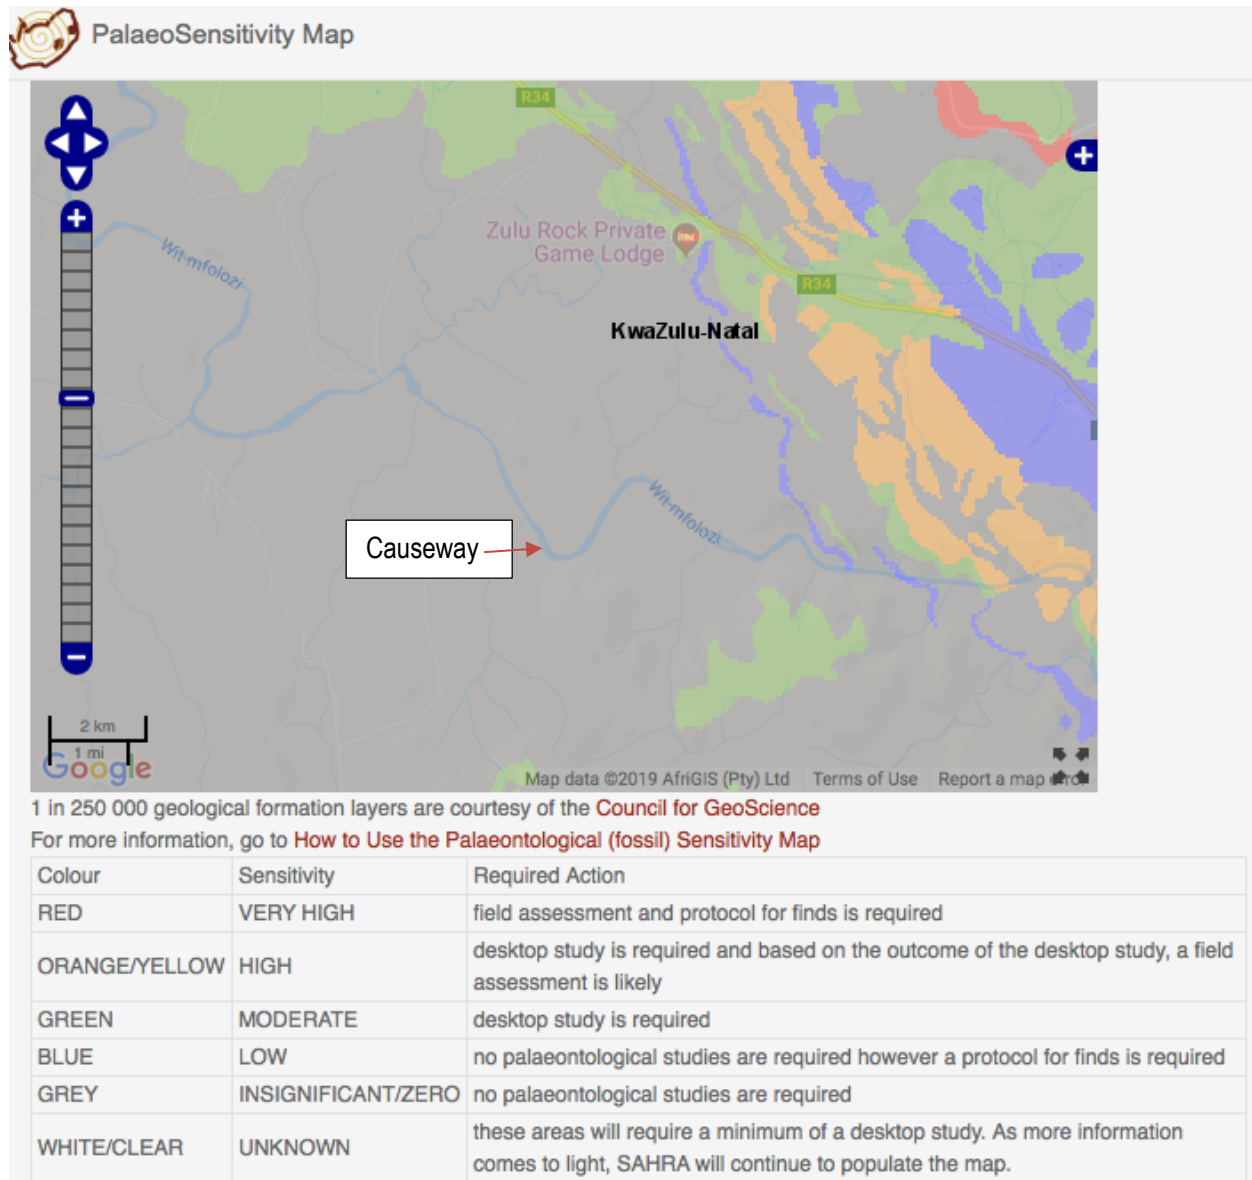 PalaeoSensitivity Map
R34
Wit-mfolozi
Zulu Rock Private
Game Lodge
R34
KwaZulu-Natal
Wit-mfolozi
Causeway
2 km
1 mi
Google
Map data ©2019 AfriGIS (Pty) Ltd Terms of Use Report a map error
1 in 250 000 geological formation layers are courtesy of the Council for GeoScience
For more information, go to How to Use the Palaeontological (fossil) Sensitivity Map
Colour Sensitivity Required Action
RED VERY HIGH field assessment and protocol for finds is required
ORANGE/YELLOW HIGH desktop study is required and based on the outcome of the desktop study, a field
assessment is likely
GREEN MODERATE desktop study is required
BLUE LOW no palaeontological studies are required however a protocol for finds is required
GREY INSIGNIFICANT/ZERO no palaeontological studies are required
WHITE/CLEAR UNKNOWN these areas will require a minimum of a desktop study. As more information
comes to light, SAHRA will continue to populate the map.